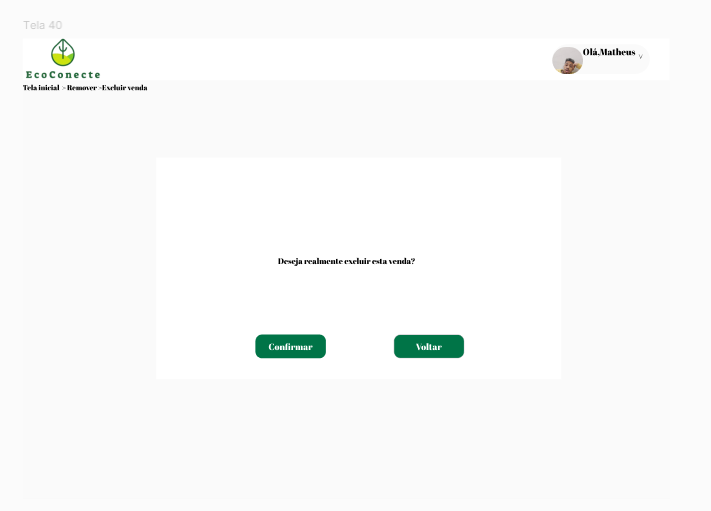 Tela 40
EcoConecte
Olá,Matheus
Tela inicial >Remover >Excluir venda
Deseja realmente excluir esta venda?
Confirmar
Voltar